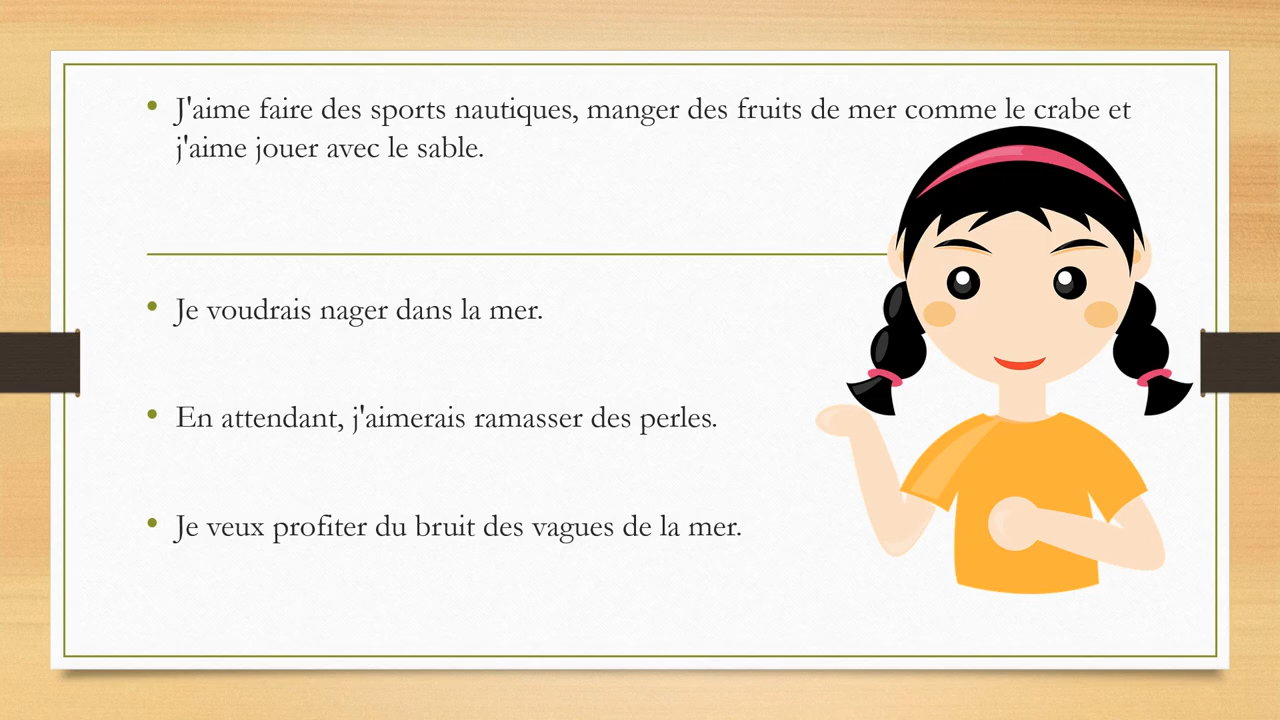 • J'aime faire des sports nautiques, manger des fruits de mer comme le crabe et
j'aime jouer avec le sable.
• Je voudrais nager dans la mer.
• En attendant, j'aimerais ramasser des perles.
• Je veux profiter du bruit des vagues de la mer.